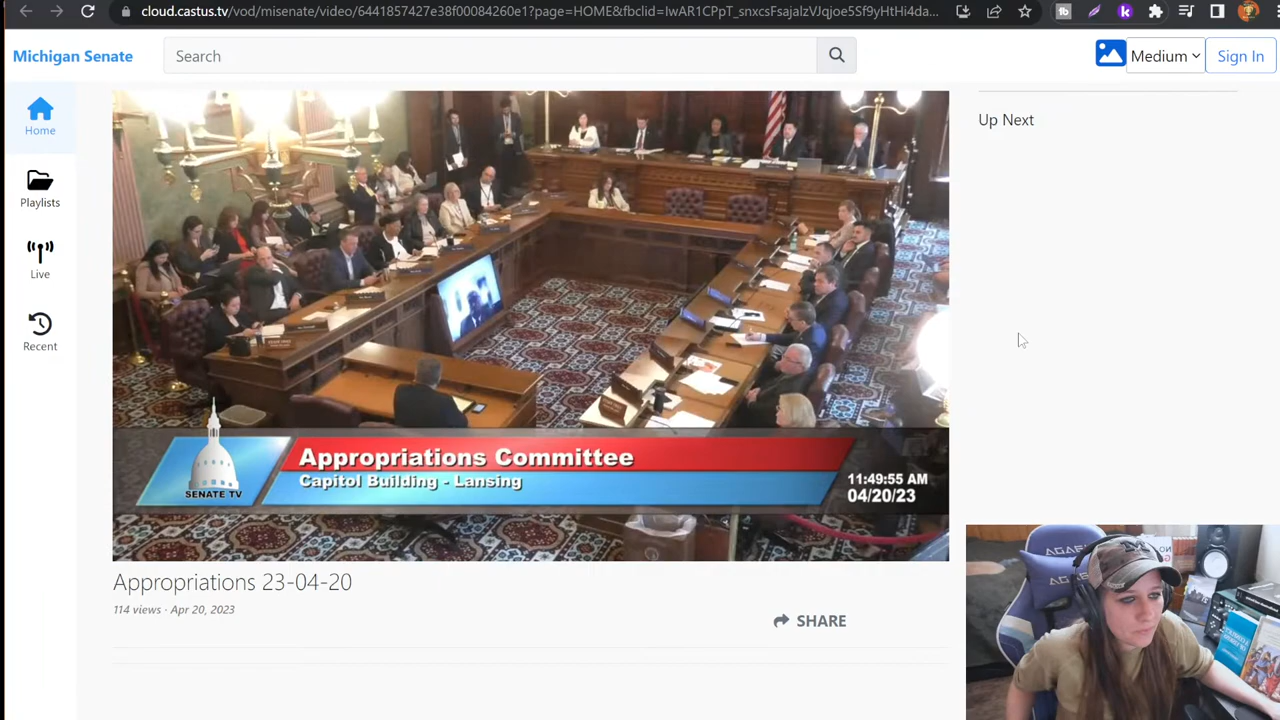 cloud.castus.tv/vod/misenate/video/6441857427e38f00084260e1?page=HOME&fbclid=IwAR1CPpT_snxcsFsajalzVJqjoe5Sf9yHtHi4da...
Michigan Senate
Search
Medium
Sign In
Home
Playlists
Live
Recent
Up Next
Appropriations Committee
Capitol Building - Lansing
SENATE TV
11:49:55 AM
04/20/23
Appropriations 23-04-20
114 views · Apr 20, 2023
SHARE